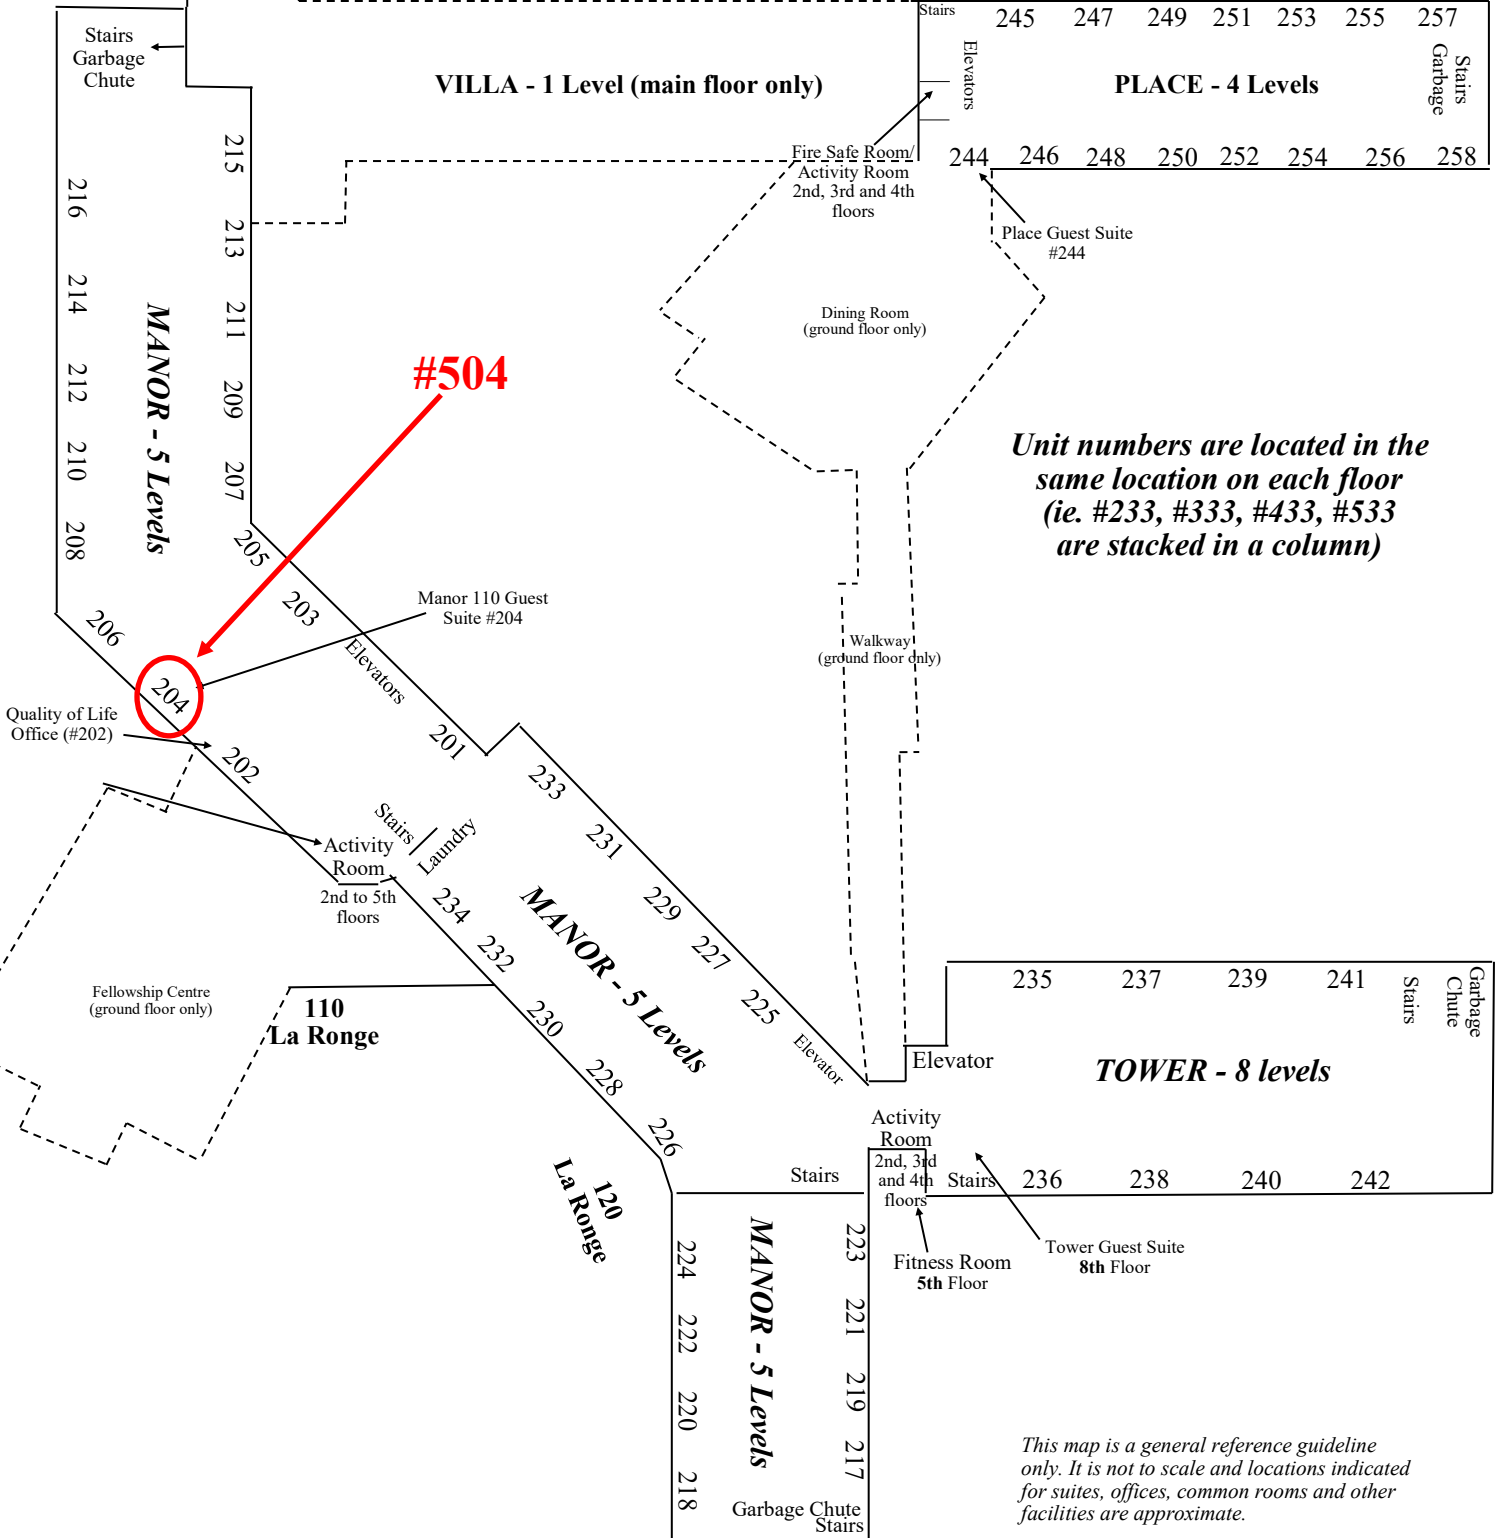 Stairs
Garbage
Chute
VILLA - 1 Level (main floor only)
Stairs
Elevators
245 247 249 251 253 255 257
PLACE - 4 Levels
Stairs
Garbage
244 246 248 250 252 254 256 258
Fire Safe Room/
Activity Room
2nd, 3rd and 4th
floors
Place Guest Suite
#244
Dining Room
(ground floor only)
215
213
211
209
207
216
214
212
210
208
MANOR - 5 Levels
#504
Unit numbers are located in the
same location on each floor
(ie. #233, #333, #433, #533
are stacked in a column)
205
203
Elevators
201
206
204
202
Manor 110 Guest
Suite #204
Quality of Life
Office (#202)
Walkway
(ground floor only)
Stairs
Laundry
Activity
Room
2nd to 5th
floors
233
231
229
227
225
Elevator
234
232
230
228
226
MANOR - 5 Levels
Fellowship Centre
(ground floor only)
110
La Ronge
120
La Ronge
235 237 239 241
Stairs
Garbage
Chute
Elevator
TOWER - 8 levels
Activity
Room
2nd, 3rd
and 4th
floors
Stairs
Stairs
236 238 240 242
Fitness Room
5th Floor
Tower Guest Suite
8th Floor
224
222
220
218
MANOR - 5 Levels
223
221
219
217
Garbage Chute
Stairs
This map is a general reference guideline
only. It is not to scale and locations indicated
for suites, offices, common rooms and other
facilities are approximate.